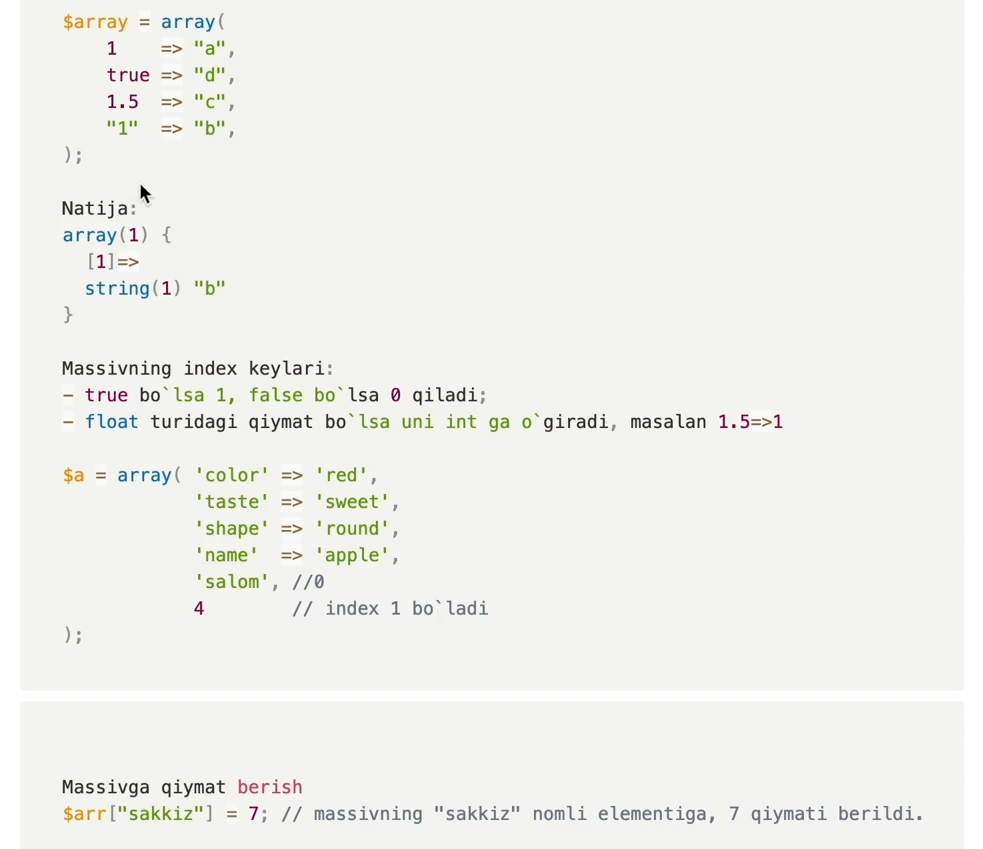 $array = array(
    1    => "a",
    true => "d",
    1.5  => "c",
    "1"  => "b",
);
Natija:
array(1) {
  [1]=>
  string(1) "b"
}
Massivning index keylari:
- true bo`lsa 1, false bo`lsa 0 qiladi;
- float turidagi qiymat bo`lsa uni int ga o`giradi, masalan 1.5=>1
$a = array( 'color' => 'red',
            'taste' => 'sweet',
            'shape' => 'round',
            'name'  => 'apple',
            'salom', //0
            4        // index 1 bo`ladi
);
Massivga qiymat berish
$arr["sakkiz"] = 7; // massivning "sakkiz" nomli elementiga, 7 qiymati berildi.